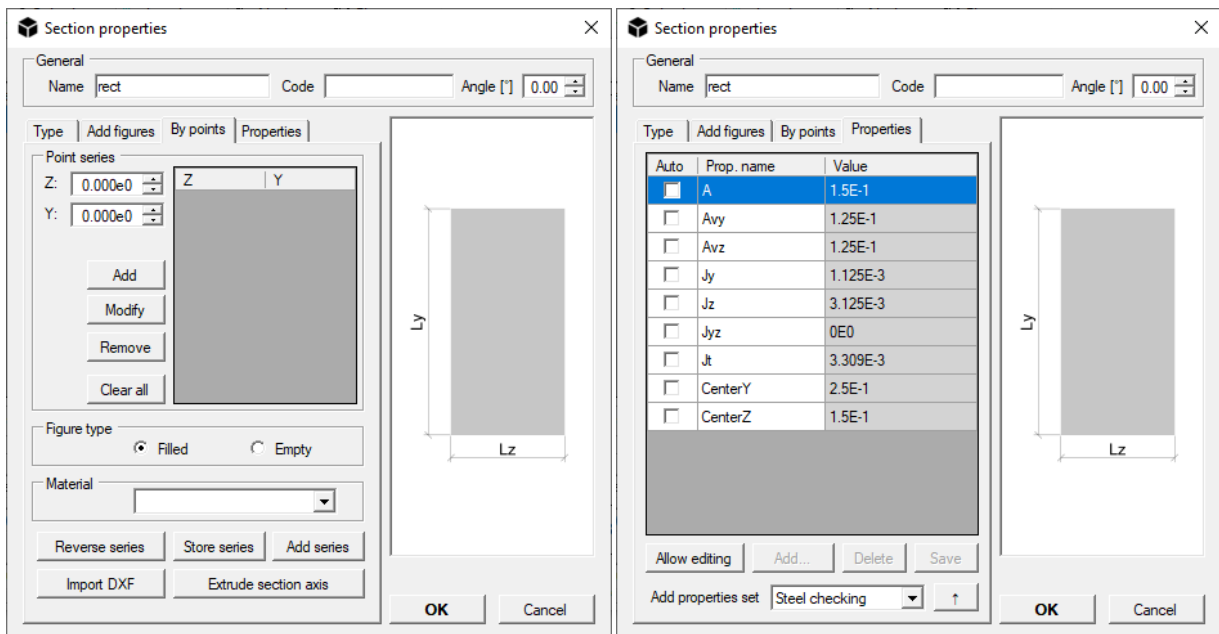 Section properties
General
Name rect Code Angle [°] 0.00
Type Add figures By points Properties
Point series
Z: 0.000e0
Y: 0.000e0
Z Y
Add
Modify
Remove
Clear all
Figure type
Filled Empty
Material
Reverse series Store series Add series
Import DXF Extrude section axis
Ly
Lz
OK Cancel
Section properties
General
Name rect Code Angle [°] 0.00
Type Add figures By points Properties
Auto Prop. name Value
A 1.5E-1
Avy 1.25E-1
Avz 1.25E-1
Jy 1.125E-3
Jz 3.125E-3
Jyz 0E0
Jt 3.309E-3
CenterY 2.5E-1
CenterZ 1.5E-1
Allow editing Add... Delete Save
Add properties set Steel checking ↑
Ly
Lz
OK Cancel